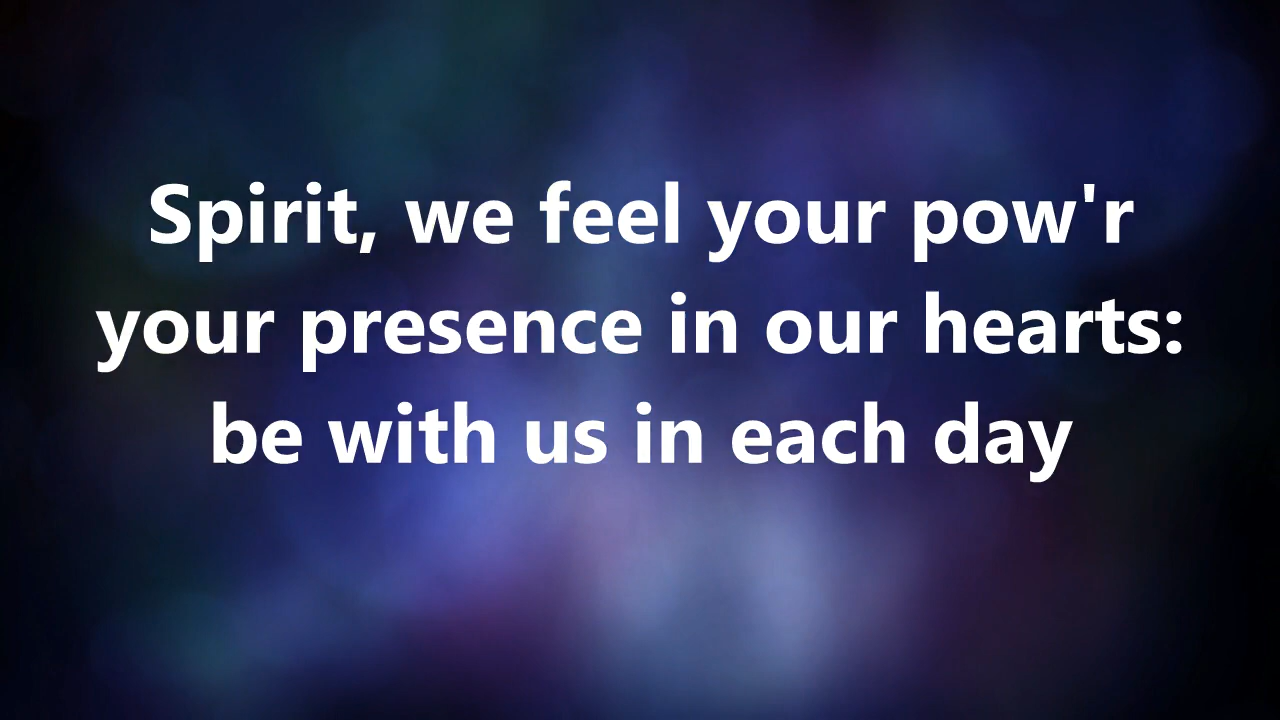 Spirit, we feel your pow'r
your presence in our hearts:
be with us in each day